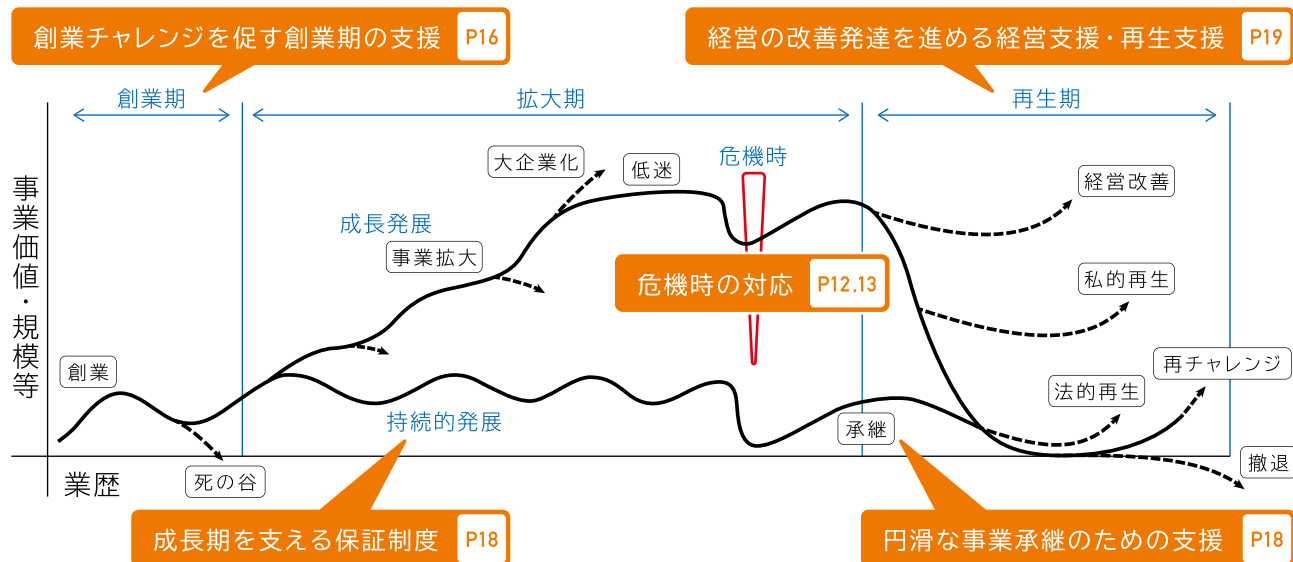 創業チャレンジを促す創業期の支援 P16
経営の改善発達を進める経営支援・再生支援 P19
創業期
拡大期
再生期
事業価値・規模等
大企業化
低迷
危機時
経営改善
成長発展
事業拡大
危機時の対応 P12,13
私的再生
創業
再チャレンジ
法的再生
持続的発展
承継
撤退
死の谷
業歴
成長期を支える保証制度 P18
円滑な事業承継のための支援 P18